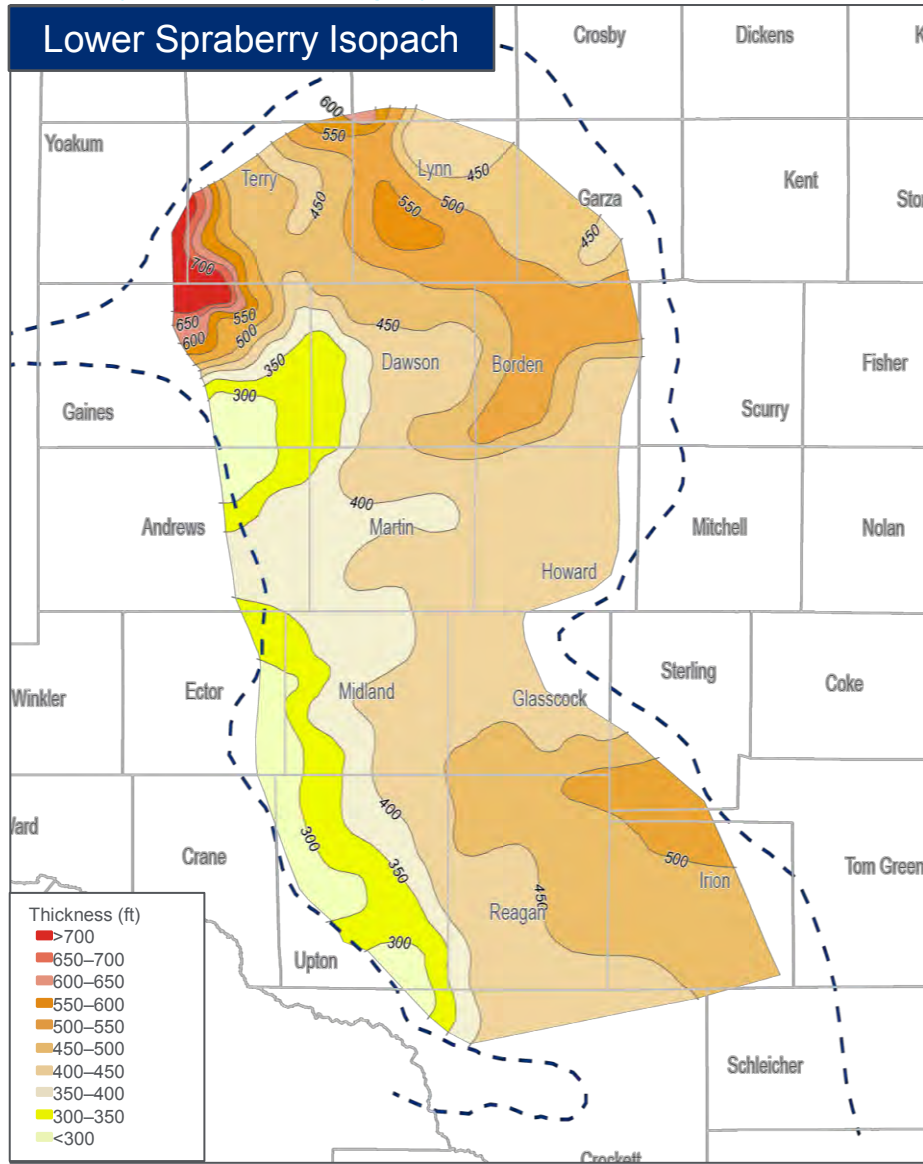 Lower Spraberry Isopach
Crosby
Dickens
K
600
Yoakum
550
Lynn
450
Terry
450
Kent
550
500
Garza
Stor
450
700
650
550
600
500
450
350
Dawson
Borden
Fisher
300
Gaines
Scurry
400
Andrews
Martin
Mitchell
Nolan
Howard
Winkler
Ector
Midland
Glasscock
Sterling
Coke
400
Ward
300
Crane
350
500
Irion
Tom Green
450
Reagan
300
Upton
Thickness (ft)
>700
650–700
600–650
550–600
500–550
450–500
400–450
350–400
300–350
<300
Schleicher
Crockett